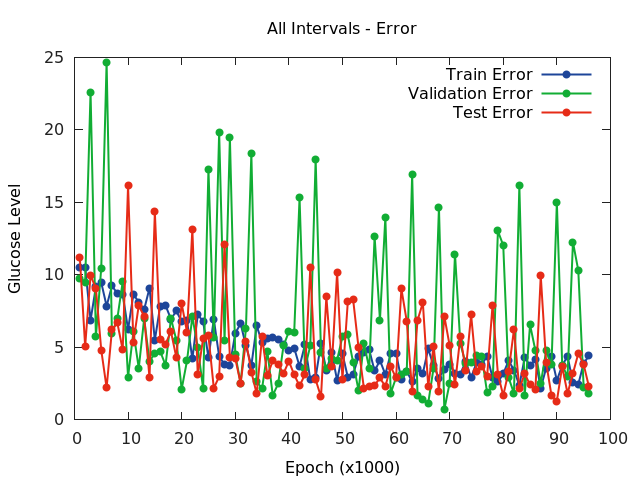 All Intervals - Error
25
20
15
10
5
0
Glucose Level
Train Error
Validation Error
Test Error
0 10 20 30 40 50 60 70 80 90 100
Epoch (x1000)